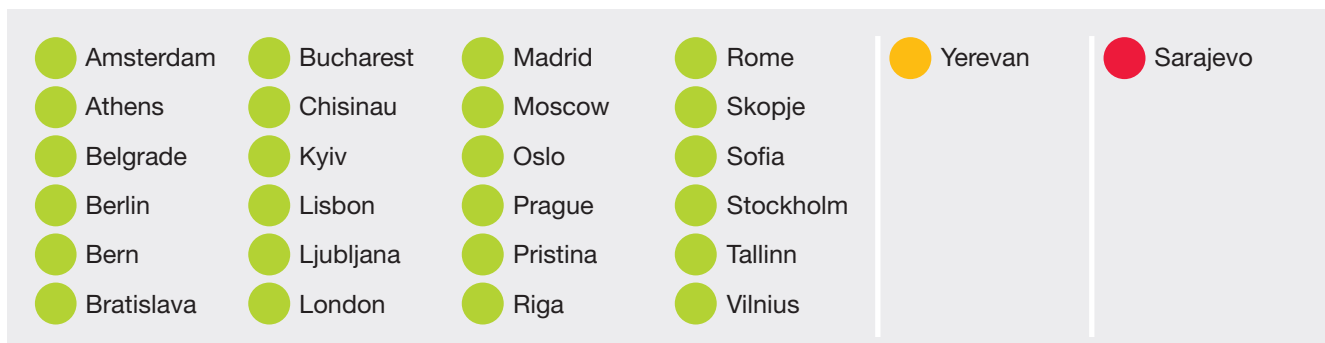 Amsterdam
Athens
Belgrade
Berlin
Bern
Bratislava
Bucharest
Chisinau
Kyiv
Lisbon
Ljubljana
London
Madrid
Moscow
Oslo
Prague
Pristina
Riga
Rome
Skopje
Sofia
Stockholm
Tallinn
Vilnius
Yerevan
Sarajevo